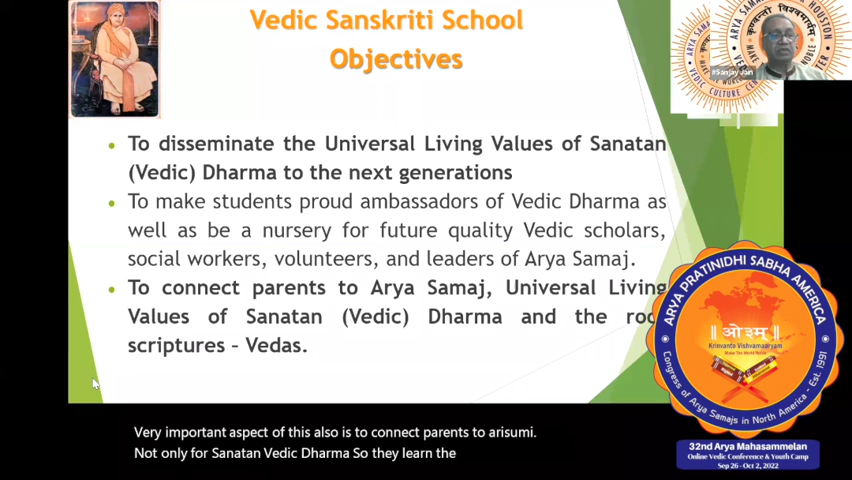 Vedic Sanskriti School
Objectives
• To disseminate the Universal Living Values of Sanatan
(Vedic) Dharma to the next generations
• To make students proud ambassadors of Vedic Dharma as
well as be a nursery for future quality Vedic scholars,
social workers, volunteers, and leaders of Arya Samaj.
• To connect parents to Arya Samaj, Universal Living
Values of Sanatan (Vedic) Dharma and the roo
scriptures – Vedas.
#Sanjay Jain
ARYA PRATINIDHI SABHA AMERICA
॥ ओ३म् ॥
Krinvanto Vishvamaaryam
Make The World Noble
Congress of Arya Samajs in North America - Est. 1991
32nd Arya Mahasammelan
Online Vedic Conference & Youth Camp
Sep 26 - Oct 2, 2022
Very important aspect of this also is to connect parents to arisumi.
Not only for Sanatan Vedic Dharma So they learn the